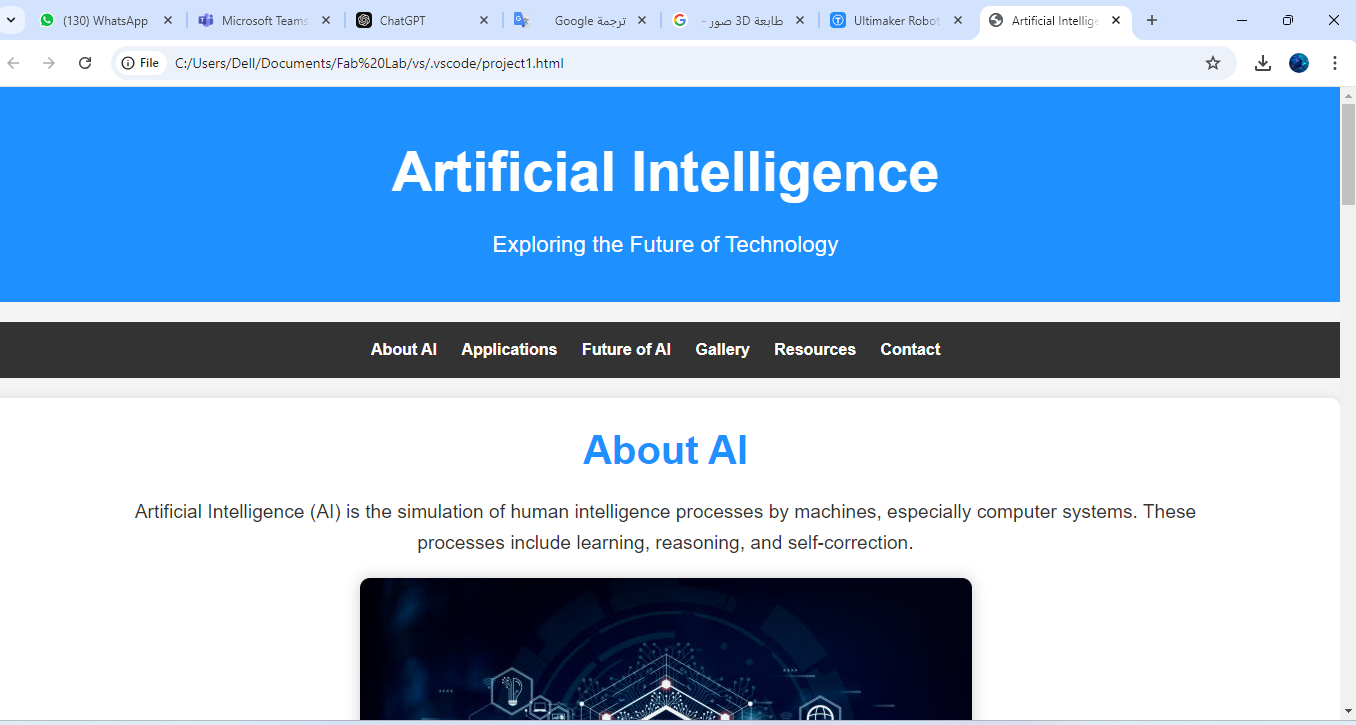 (130) WhatsApp
Microsoft Teams
ChatGPT
ترجمة Google
طابعة 3D صور -
Ultimaker Robot
Artificial Intellige
File
C:/Users/Dell/Documents/Fab%20Lab/vs/.vscode/project1.html
Artificial Intelligence
Exploring the Future of Technology
About AI Applications Future of AI Gallery Resources Contact
About AI
Artificial Intelligence (AI) is the simulation of human intelligence processes by machines, especially computer systems. These
processes include learning, reasoning, and self-correction.